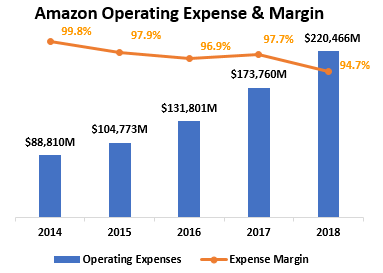 Amazon Operating Expense & Margin
99.8%
97.9%
96.9%
97.7%
94.7%
$88,810M
$104,773M
$131,801M
$173,760M
$220,466M
2014 2015 2016 2017 2018
Operating Expenses Expense Margin